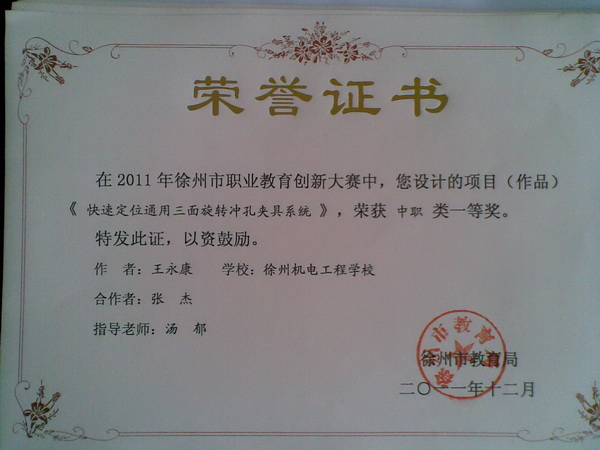 荣誉证书
在 2011 年徐州市职业教育创新大赛中，您设计的项目（作品）
《 快速定位通用三面旋转冲孔夹具系统 》，荣获 中职 类一等奖。
特发此证，以资鼓励。
作 者：王永康 学校：徐州机电工程学校
合作者：张 杰
指导老师：汤 郁
徐州市教育局
二〇一一年十二月